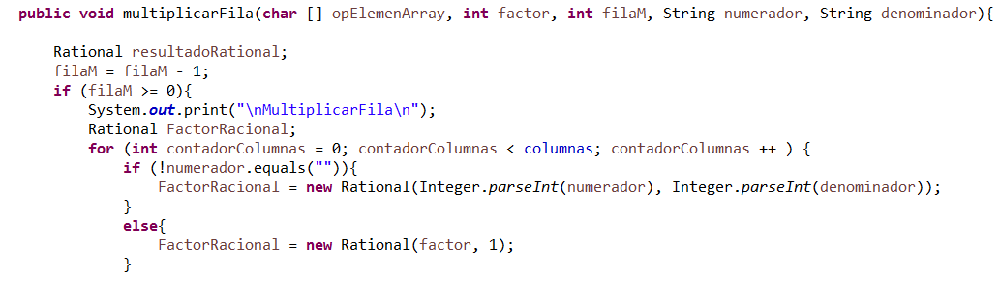 public void multiplicarFila(char [] opElemenArray, int factor, int filaM, String numerador, String denominador){
Rational resultadoRational;
filaM = filaM - 1;
if (filaM >= 0){
System.out.print("\nMultiplicarFila\n");
Rational FactorRacional;
for (int contadorColumnas = 0; contadorColumnas < columnas; contadorColumnas ++ ) {
if (!numerador.equals("")){
FactorRacional = new Rational(Integer.parseInt(numerador), Integer.parseInt(denominador));
}
else{
FactorRacional = new Rational(factor, 1);
}